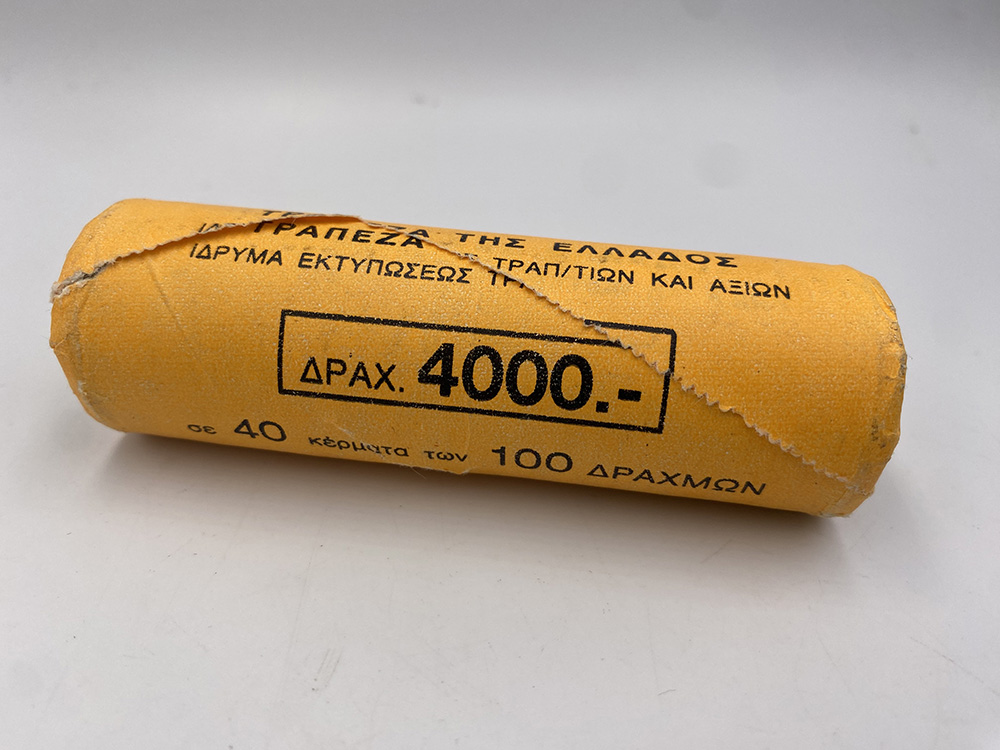 ΤΡΑΠΕΖΑ ΤΗΣ ΕΛΛΑΔΟΣ
ΙΔΡΥΜΑ ΕΚΤΥΠΩΣΕΩΣ ΤΡΑΠ/ΤΙΩΝ ΚΑΙ ΑΞΙΩΝ
ΔΡΑΧ. 4000.-
σε 40 κέρματα των 100 ΔΡΑΧΜΩΝ